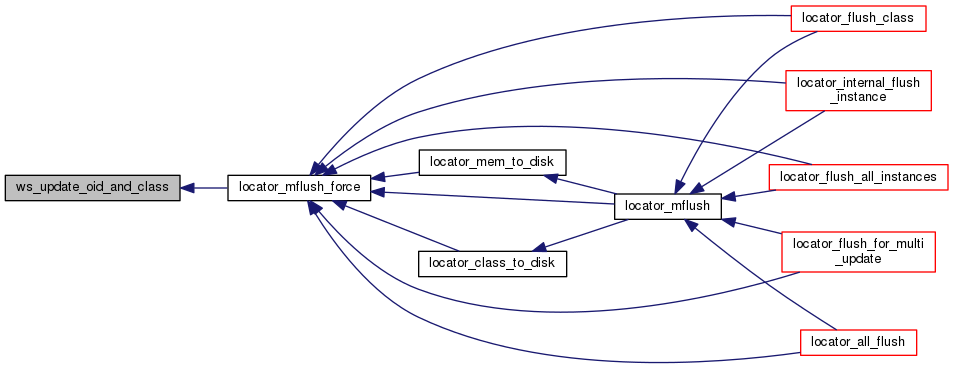 ws_update_oid_and_class
locator_mflush_force
locator_mem_to_disk
locator_class_to_disk
locator_mflush
locator_flush_class
locator_internal_flush
_instance
locator_flush_all_instances
locator_flush_for_multi
_update
locator_all_flush